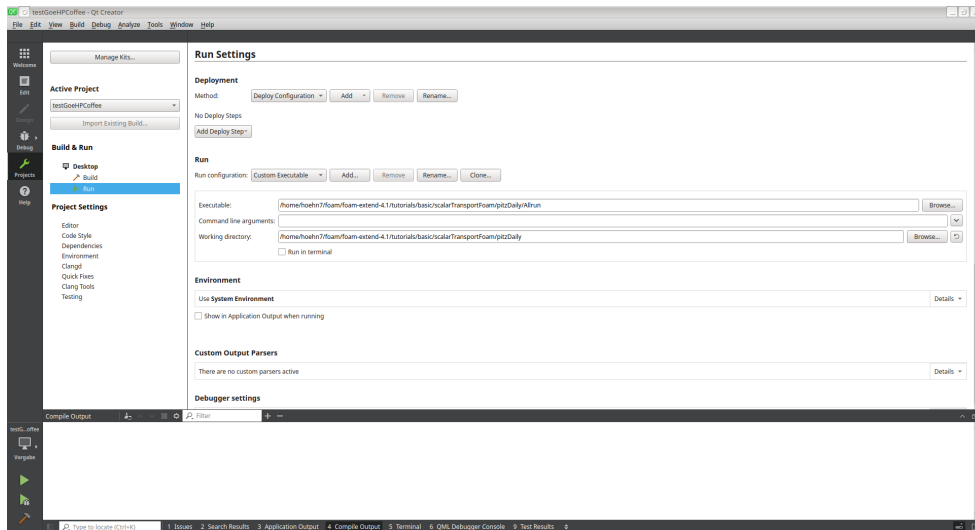 testGoeHPCoffee - Qt Creator
File Edit View Build Debug Analyze Tools Window Help
Welcome
Edit
Design
Debug
Projects
Help
Manage Kits...
Active Project
testGoeHPCoffee
Import Existing Build...
Build & Run
Desktop
Build
Run
Project Settings
Editor
Code Style
Dependencies
Environment
Clangd
Quick Fixes
Clang Tools
Testing
Run Settings
Deployment
Method: Deploy Configuration Add Remove Rename...
No Deploy Steps
Add Deploy Step
Run
Run configuration: Custom Executable Add... Remove Rename... Clone...
Executable: /home/hoehn7/foam/foam-extend-4.1/tutorials/basic/scalarTransportFoam/pitzDaily/Allrun Browse...
Command line arguments:
Working directory: /home/hoehn7/foam/foam-extend-4.1/tutorials/basic/scalarTransportFoam/pitzDaily Browse...
Run in terminal
Environment
Use System Environment Details
Show in Application Output when running
Custom Output Parsers
There are no custom parsers active Details
Debugger settings
Compile Output Filter
testG...offee
Vorgabe
Type to locate (Ctrl+K) 1 Issues 2 Search Results 3 Application Output 4 Compile Output 5 Terminal 6 QML Debugger Console 9 Test Results